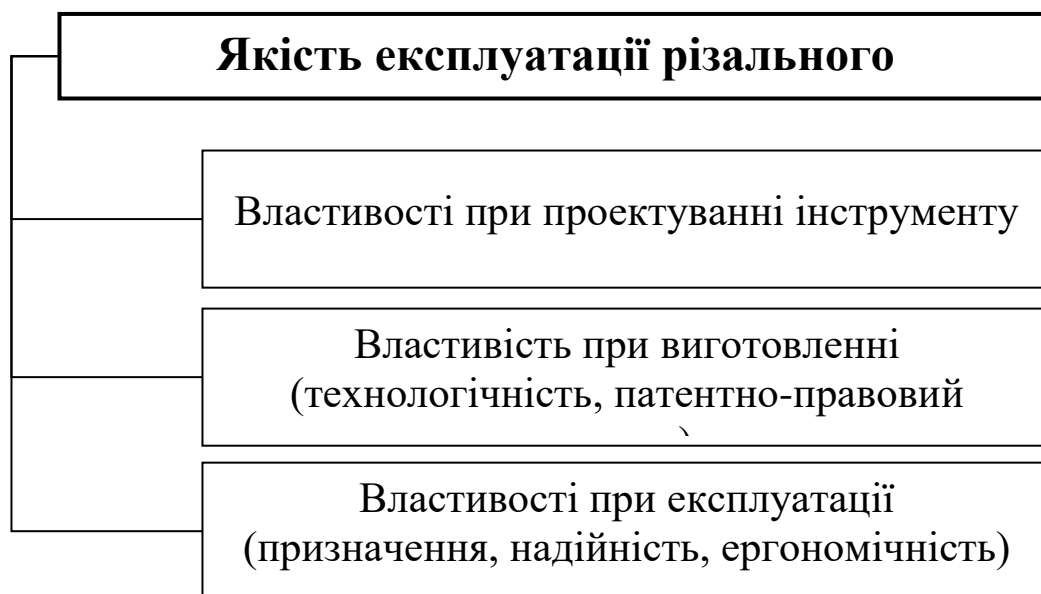 Якість експлуатації різального
Властивості при проектуванні інструменту
Властивість при виготовленні
(технологічність, патентно-правовий
Властивості при експлуатації
(призначення, надійність, ергономічність)